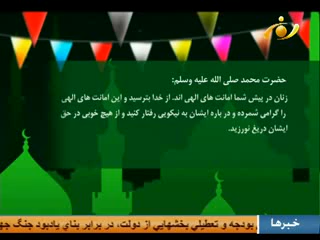 حضرت محمد صلی الله علیه وسلم:
زنان در پیش شما امانت های الهی اند. از خدا بترسید و این امانت های الهی
را گرامی شمرده و در باره ایشان به نیکویی رفتار کنید و از هیچ خوبی در حق
ایشان دریغ نورزید.
خبرها
بودجه و تعطیلی بخشهایی از دولت، در برابر بنای یادبود جنگ جه